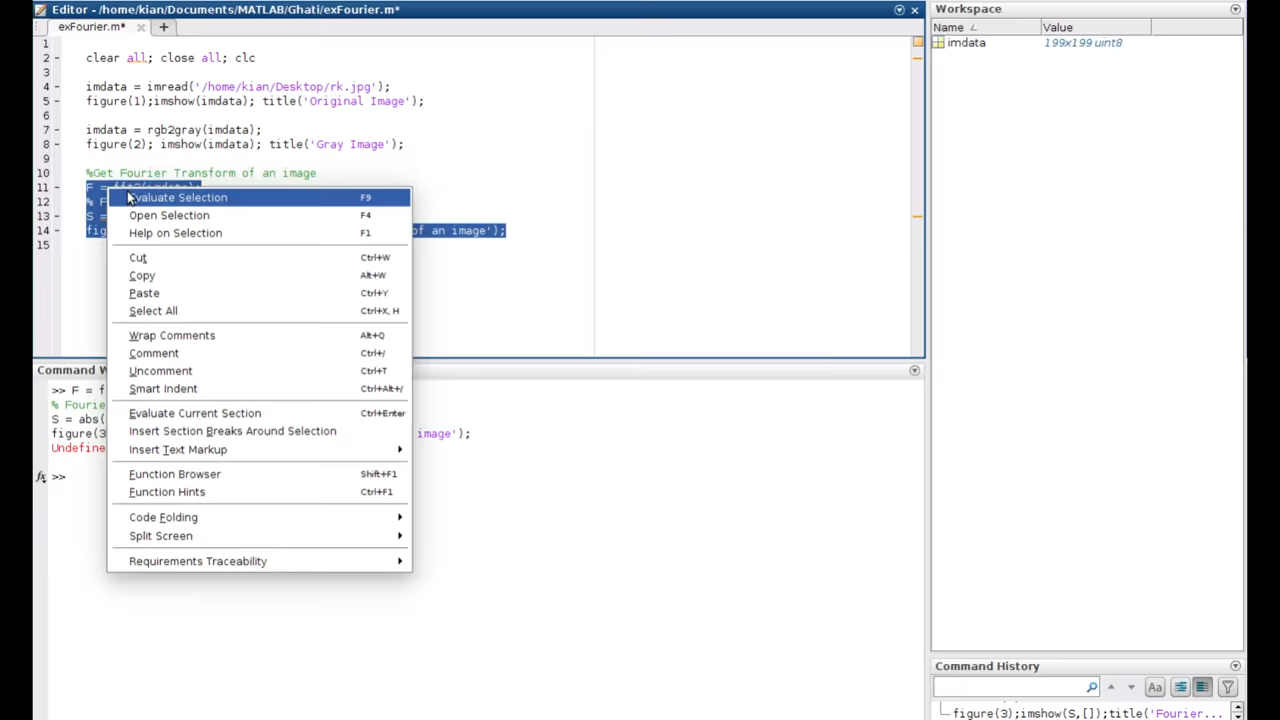 Editor - /home/kian/Documents/MATLAB/Ghati/exFourier.m*
exFourier.m*
1
2 - clear all; close all; clc
3
4 - imdata = imread('/home/kian/Desktop/rk.jpg');
5 - figure(1);imshow(imdata); title('Original Image');
6
7 - imdata = rgb2gray(imdata);
8 - figure(2); imshow(imdata); title('Gray Image');
9
10 %Get Fourier Transform of an image
11 - F = fft2(imdata);
12 - % F
13 - S =
14 - fig of an image');
15
Evaluate Selection F9
Open Selection F4
Help on Selection F1
Cut Ctrl+W
Copy Alt+W
Paste Ctrl+Y
Select All Ctrl+X, H
Wrap Comments Alt+Q
Comment Ctrl+/
Uncomment Ctrl+T
Smart Indent Ctrl+Alt+/
Evaluate Current Section Ctrl+Enter
Insert Section Breaks Around Selection
Insert Text Markup
Function Browser Shift+F1
Function Hints Ctrl+F1
Code Folding
Split Screen
Requirements Traceability
Command W
>> F = f
% Fourie
S = abs(
figure(3 image');
Undefine
fx >>
Workspace
Name Value
imdata 199x199 uint8
Command History
Aa
figure(3);imshow(S,[]);title('Fourier...